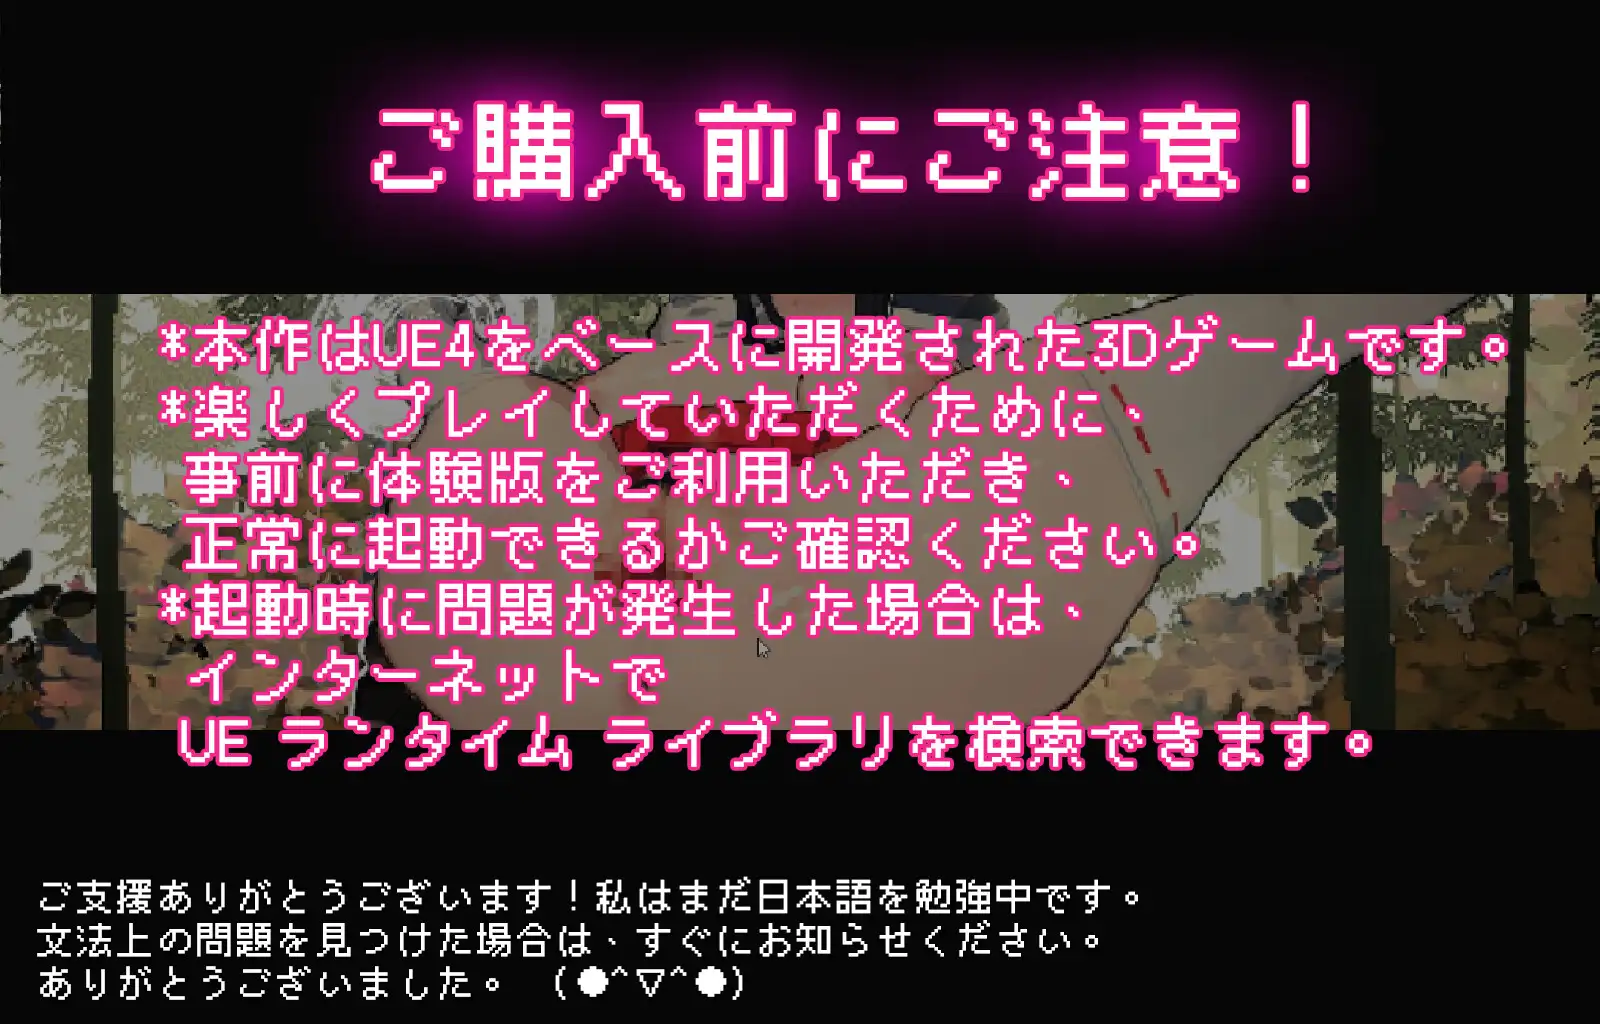 ご購入前にご注意！
*本作はUE4をベースに開発された3Dゲームです。
*楽しくプレイしていただくために、
事前に体験版をご利用いただき、
正常に起動できるかご確認ください。
*起動時に問題が発生した場合は、
インターネットで
UE ランタイム ライブラリを検索できます。
ご支援ありがとうございます！私はまだ日本語を勉強中です。
文法上の問題を見つけた場合は、すぐにお知らせください。
ありがとうございました。 (●^▽^●)